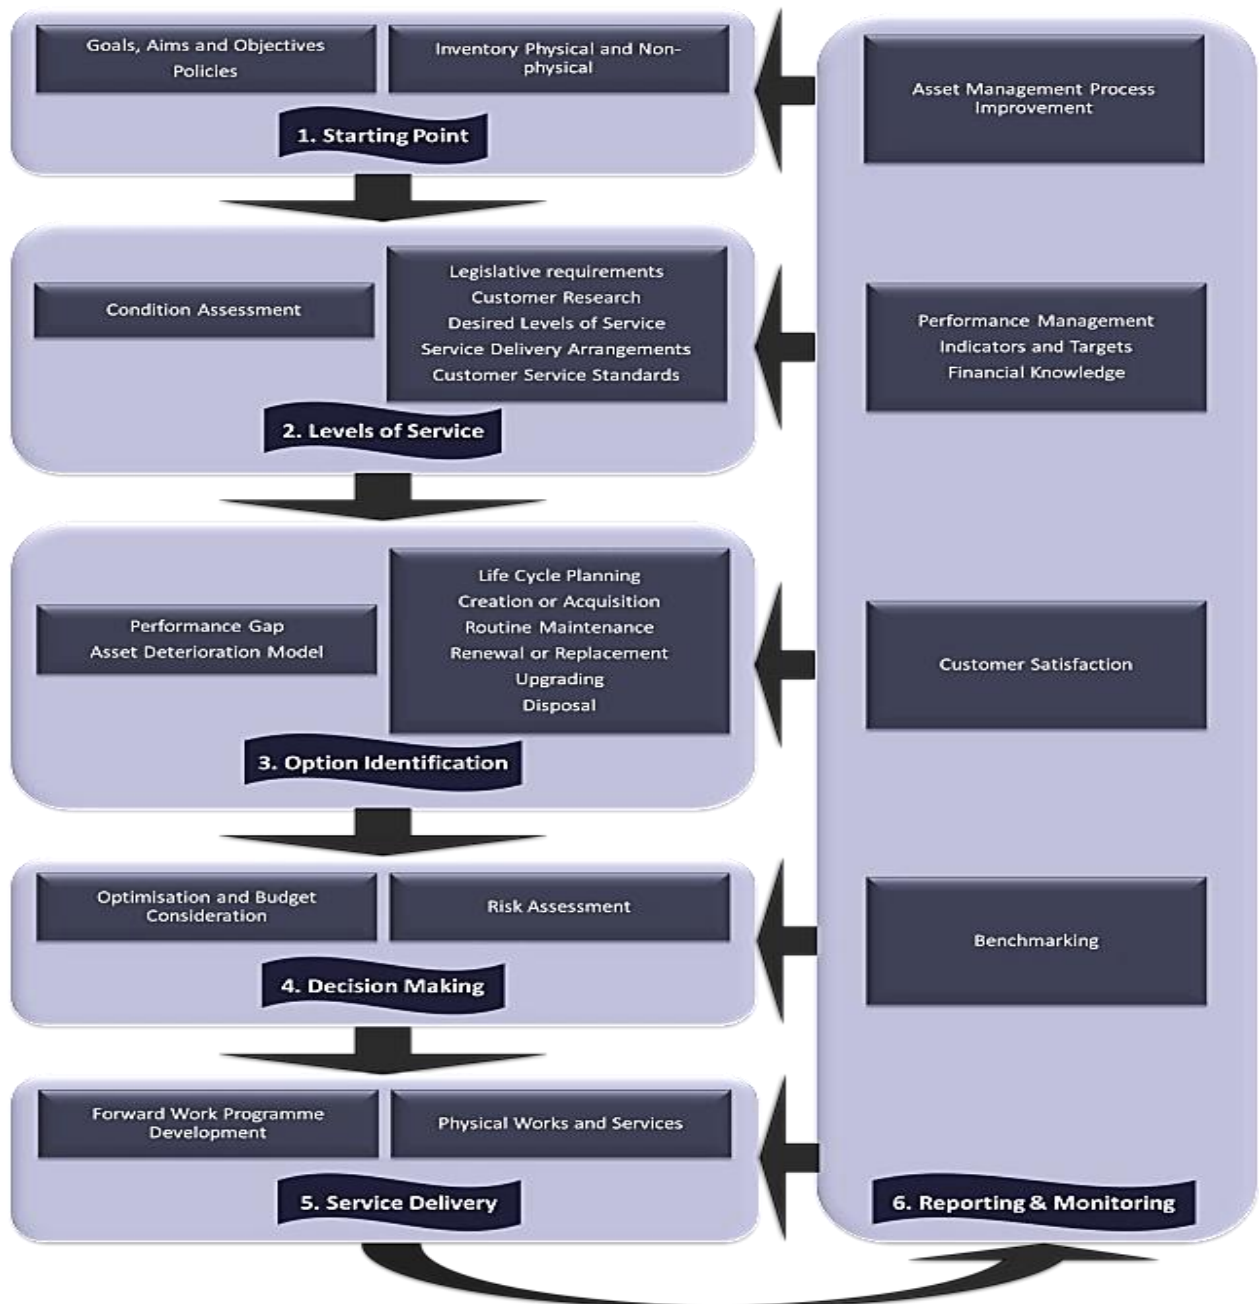 Goals, Aims and Objectives
Policies
Inventory Physical and Non-
physical
1. Starting Point
Condition Assessment
Legislative requirements
Customer Research
Desired Levels of Service
Service Delivery Arrangements
Customer Service Standards
2. Levels of Service
Performance Gap
Asset Deterioration Model
Life Cycle Planning
Creation or Acquisition
Routine Maintenance
Renewal or Replacement
Upgrading
Disposal
3. Option Identification
Optimisation and Budget
Consideration
Risk Assessment
4. Decision Making
Forward Work Programme
Development
Physical Works and Services
5. Service Delivery
Asset Management Process
Improvement
Performance Management
Indicators and Targets
Financial Knowledge
Customer Satisfaction
Benchmarking
6. Reporting & Monitoring